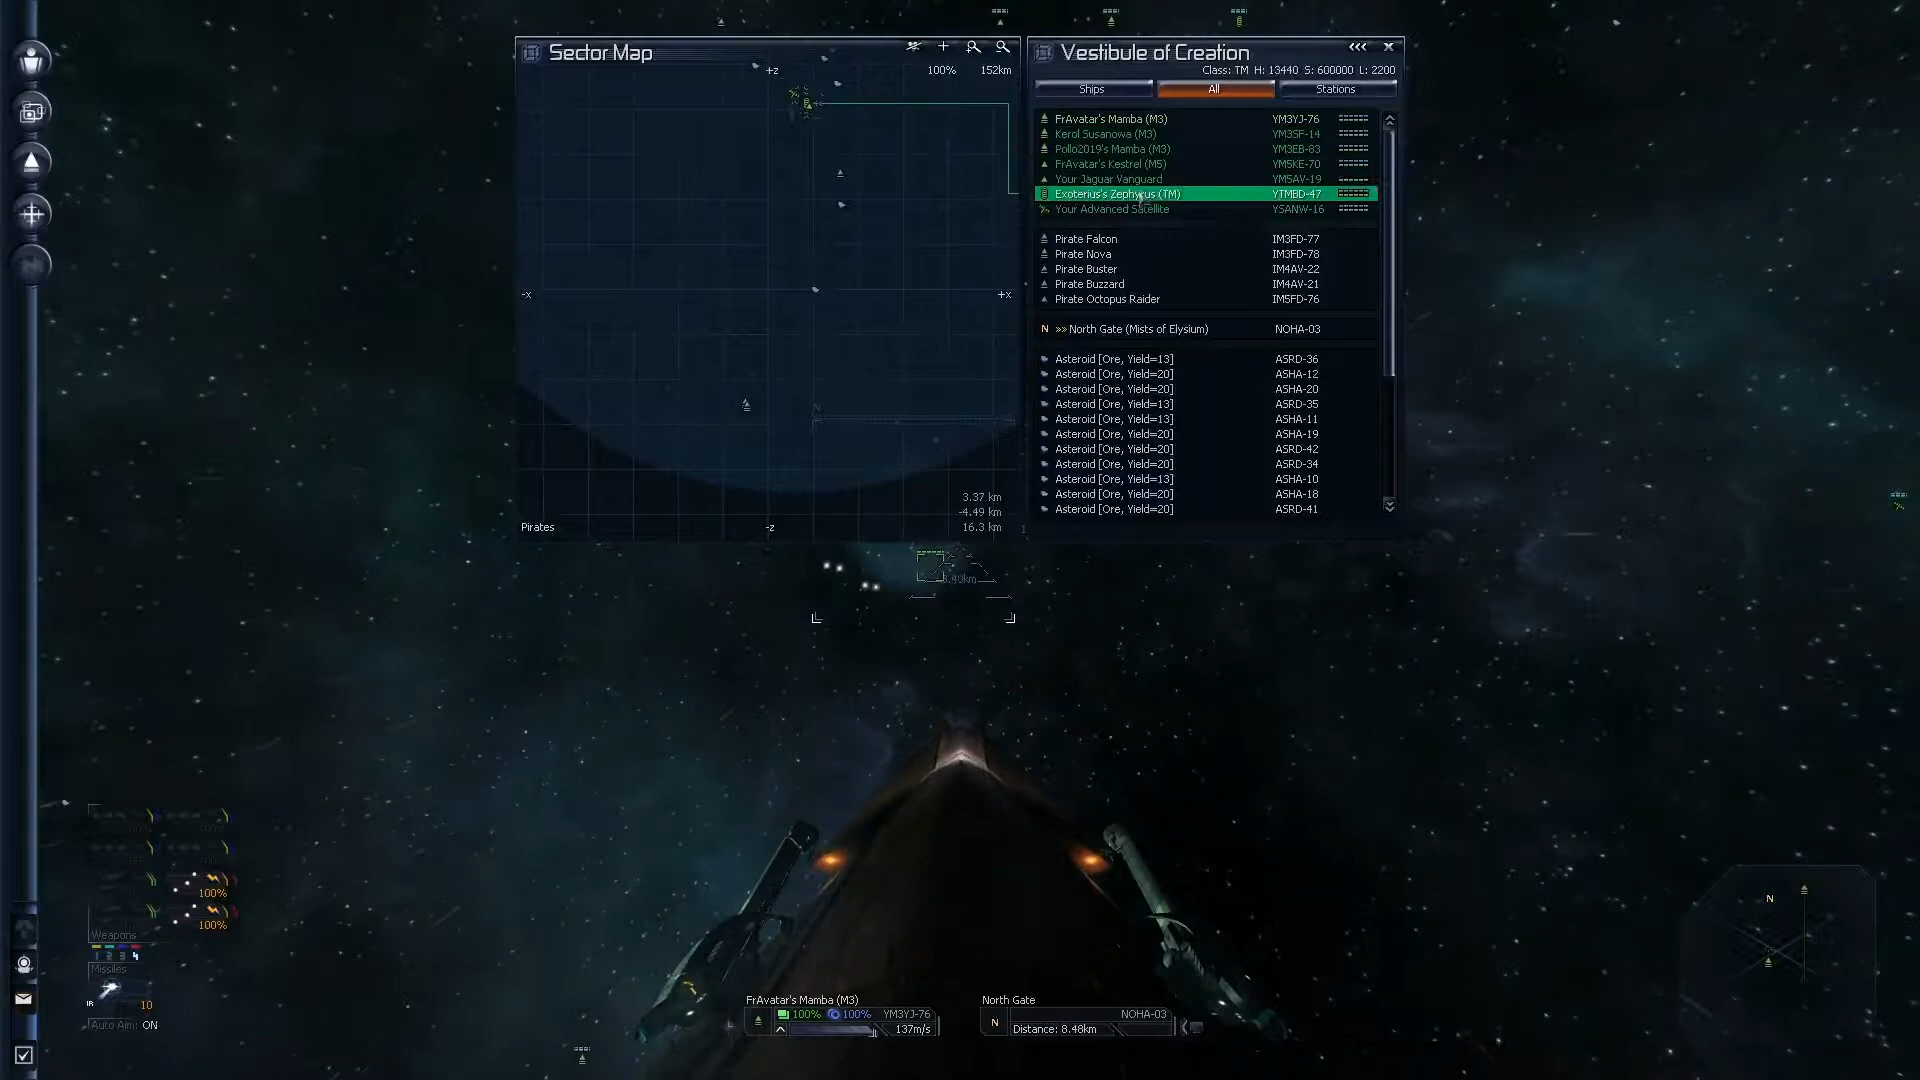 Sector Map
+z
100%
152km
-x
+x
N
3.37 km
-4.49 km
16.3 km
Pirates
-z
Vestibule of Creation
Class: TM H: 13440 S: 600000 L: 2200
Ships
All
Stations
FrAvatar's Mamba (M3) YM3YJ-76
Kerol Susanowa (M3) YM3SF-14
Pollo2019's Mamba (M3) YM3EB-83
FrAvatar's Kestrel (M5) YM5KE-70
Your Jaguar Vanguard YM5AV-19
Exoterius's Zephyrus (TM) YTMBD-47
Your Advanced Satellite YSANW-16
Pirate Falcon IM3FD-77
Pirate Nova IM3FD-78
Pirate Buster IM4AV-22
Pirate Buzzard IM4AV-21
Pirate Octopus Raider IM5FD-76
N »» North Gate (Mists of Elysium) NOHA-03
Asteroid [Ore, Yield=13] ASRD-36
Asteroid [Ore, Yield=20] ASHA-12
Asteroid [Ore, Yield=20] ASHA-20
Asteroid [Ore, Yield=13] ASRD-35
Asteroid [Ore, Yield=13] ASHA-11
Asteroid [Ore, Yield=20] ASHA-19
Asteroid [Ore, Yield=20] ASRD-42
Asteroid [Ore, Yield=20] ASRD-34
Asteroid [Ore, Yield=13] ASHA-10
Asteroid [Ore, Yield=20] ASHA-18
Asteroid [Ore, Yield=20] ASRD-41
100%
100%
Weapons
1 2 3 4
Missiles
IR
10
Auto Aim: ON
FrAvatar's Mamba (M3)
100% 100% YM3YJ-76
137m/s
North Gate
N
NOHA-03
Distance: 8.48km
N